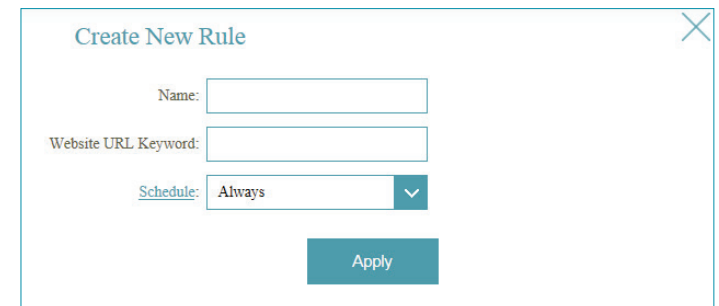 Create New Rule
Name:
Website URL Keyword:
Schedule: Always
Apply